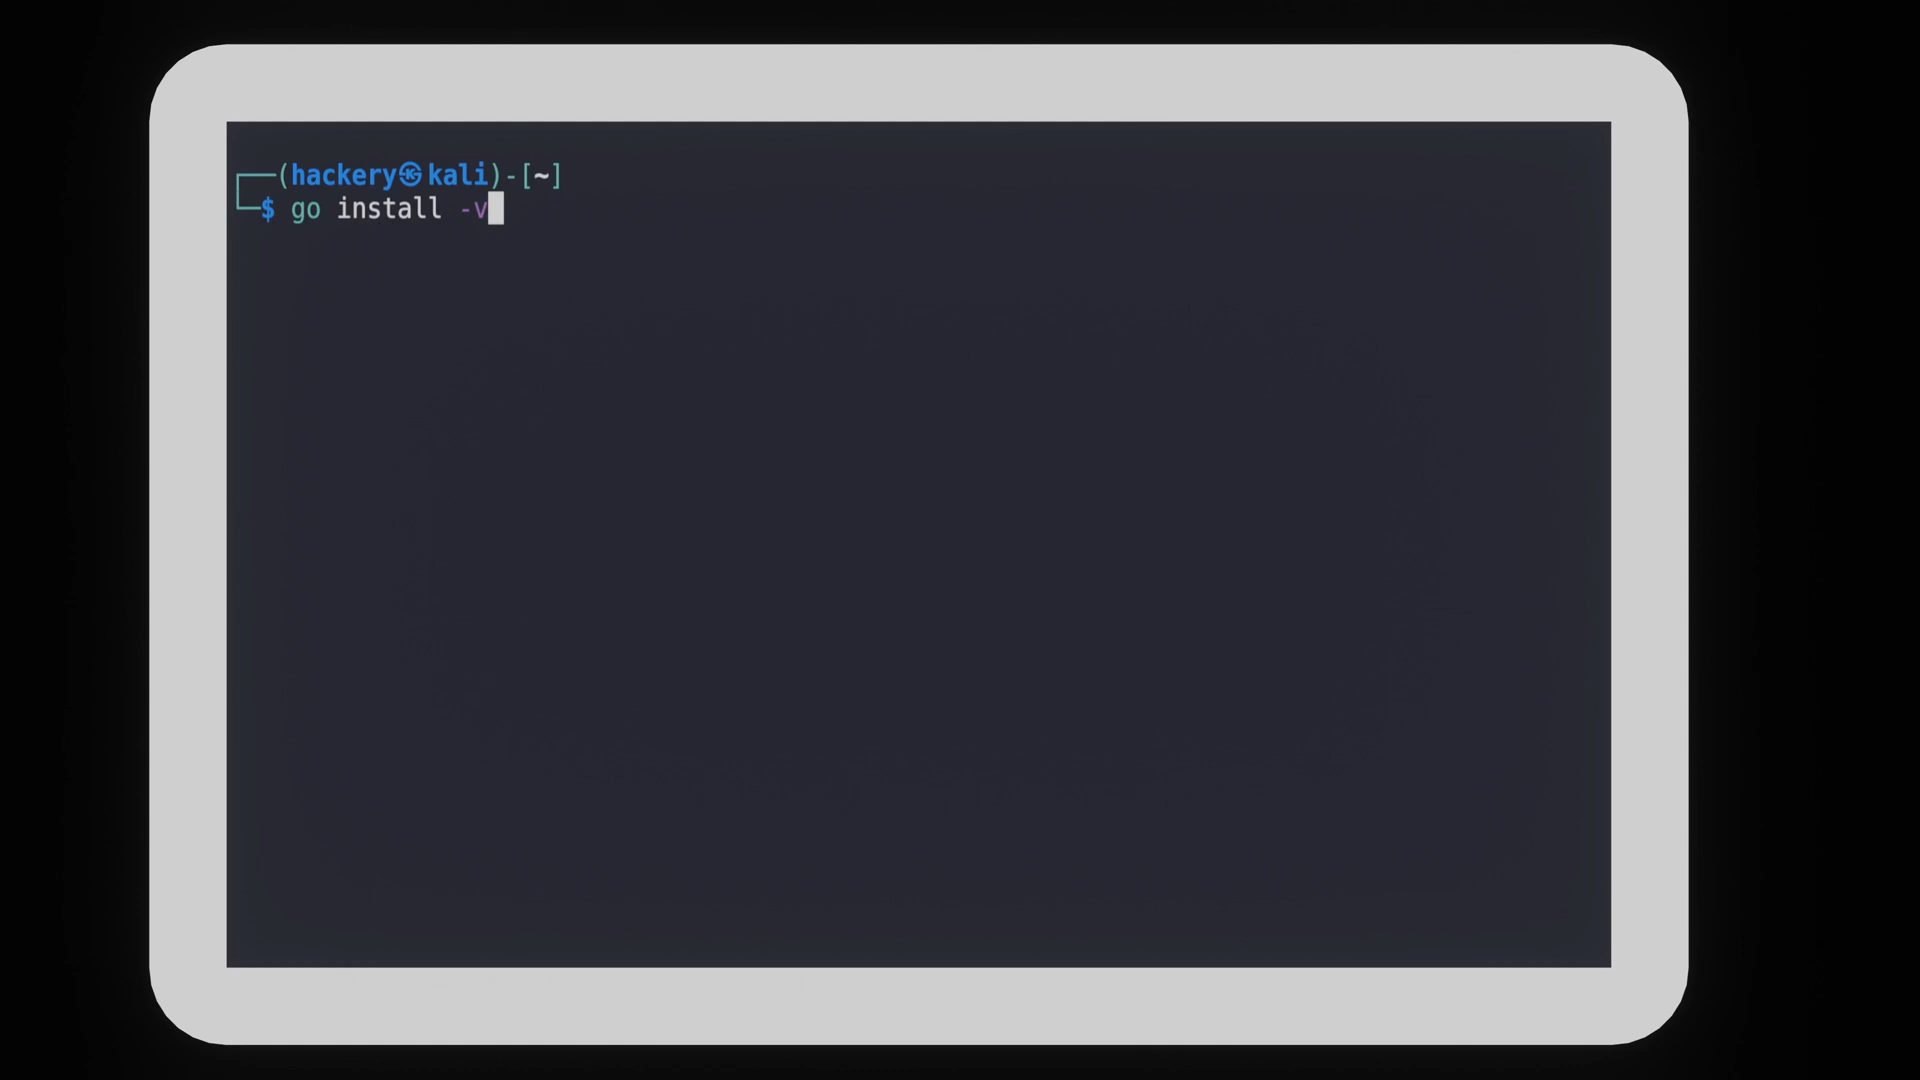 ┌──(hackery㉿kali)-[~]
└─$ go install -v